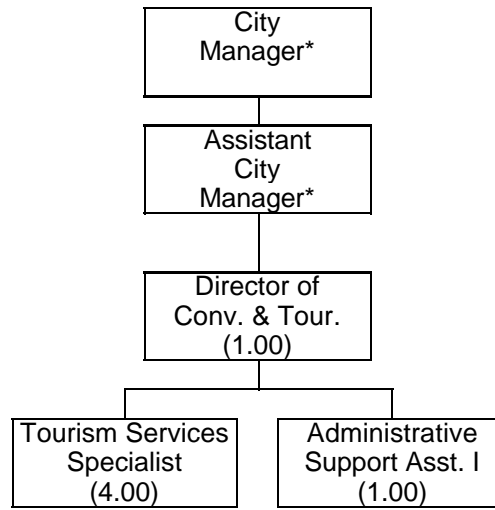 City
Manager*
Assistant
City
Manager*
Director of
Conv. & Tour.
(1.00)
Tourism Services
Specialist
(4.00)
Administrative
Support Asst. I
(1.00)